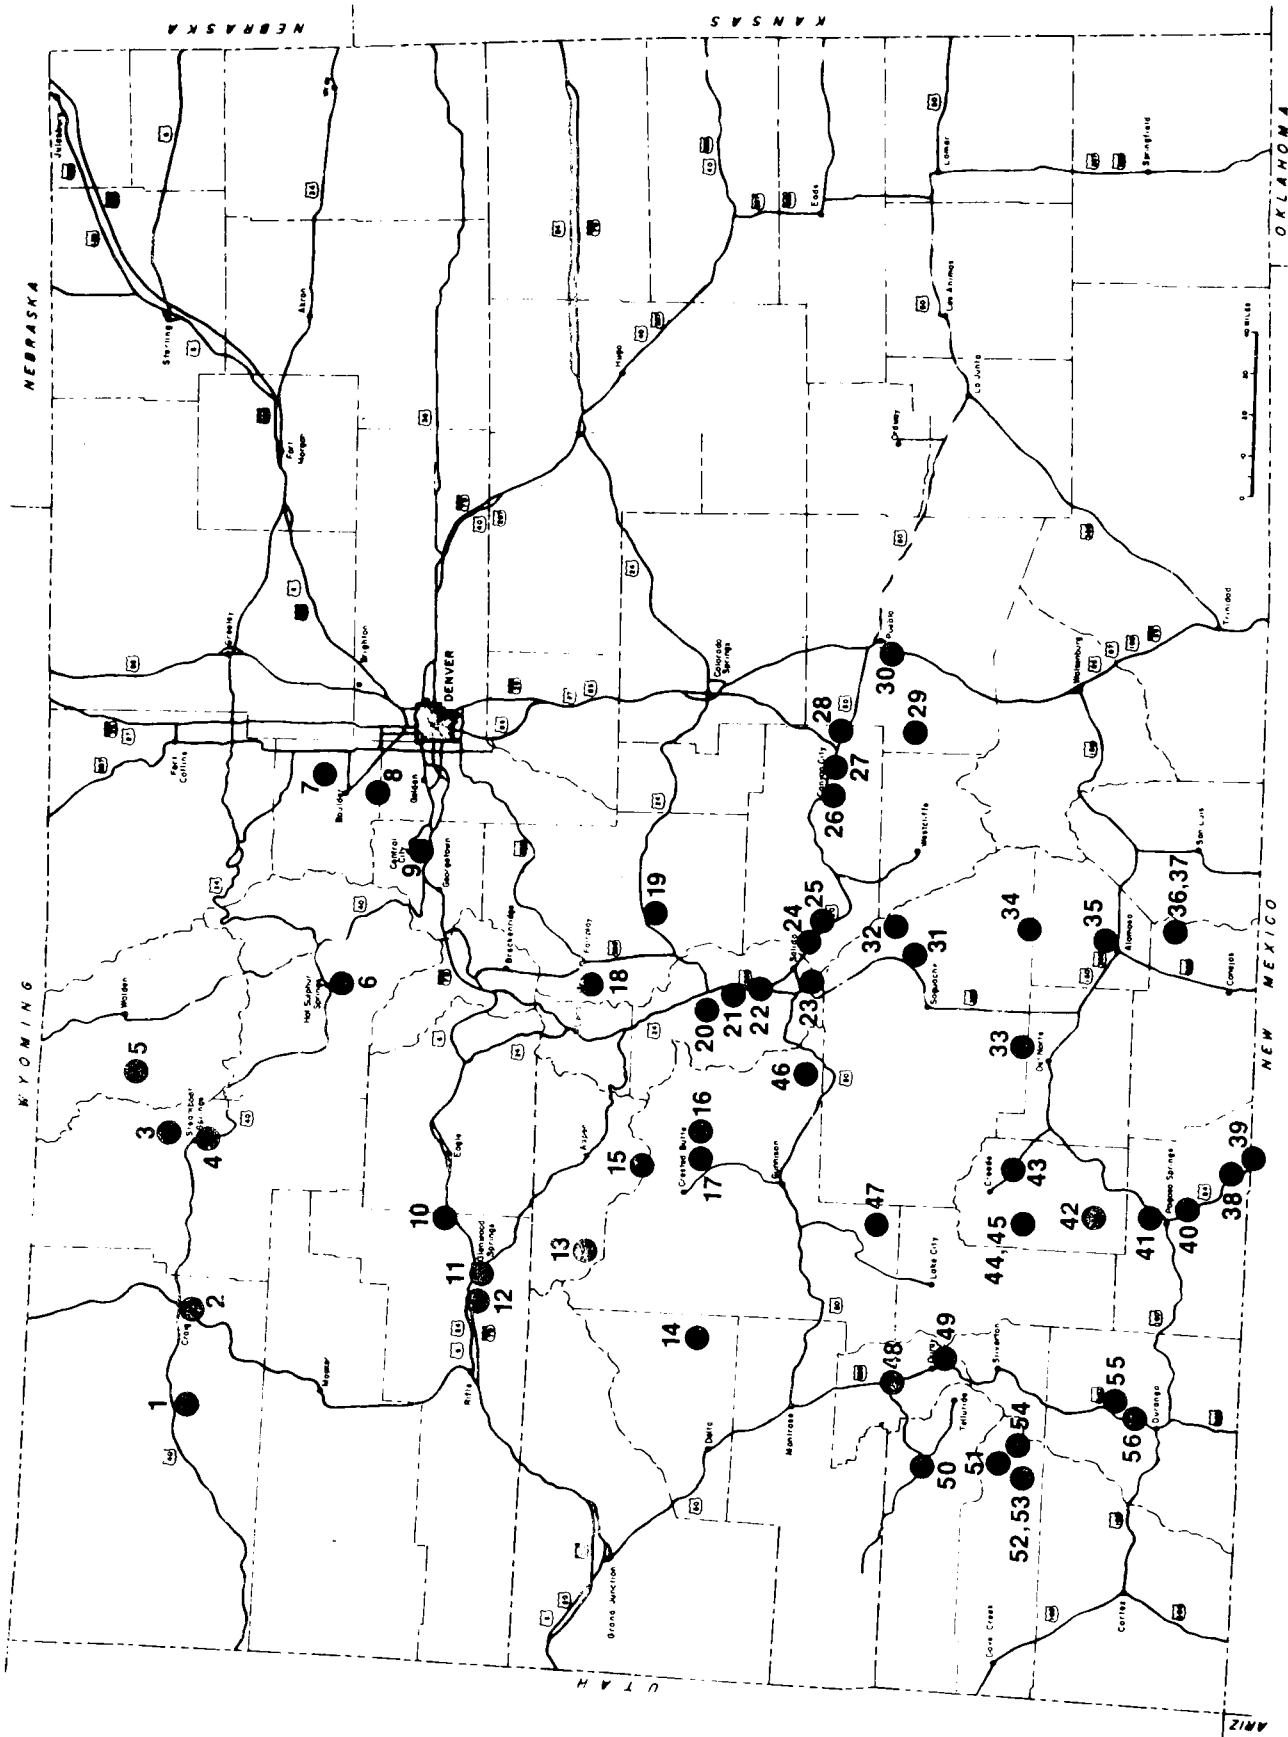 WYOMING
NEBRASKA
NEBRASKA
KANSAS
OKLAHOMA
NEW MEXICO
ARIZ
UTAH
Julesburg
Sterling
Wray
Akron
Fort Morgan
Greeley
Brighton
Fort Collins
Boulder
Golden
DENVER
Central City
Georgetown
Walden
Hot Sulphur Springs
Steamboat Springs
Craig
Meeker
Rifle
Glenwood Springs
Eagle
Aspen
Breckenridge
Fairplay
Colorado Springs
Hugo
Eads
Lamar
Springfield
Las Animas
La Junta
Ordway
Pueblo
Canon City
Westcliffe
Walsenburg
Trinidad
San Luis
Alamosa
Conejos
Del Norte
Saguache
Salida
Gunnison
Crested Butte
Lake City
Creede
Pagosa Springs
Silverton
Ouray
Telluride
Montrose
Delta
Grand Junction
Dove Creek
Cortez
Durango
1
2
3
4
5
6
7
8
9
10
11
12
13
14
15
16
17
18
19
20
21
22
23
24
25
26
27
28
29
30
31
32
33
34
35
36,37
38
39
40
41
42
43
44,45
46
47
48
49
50
51
52,53
54
55
56